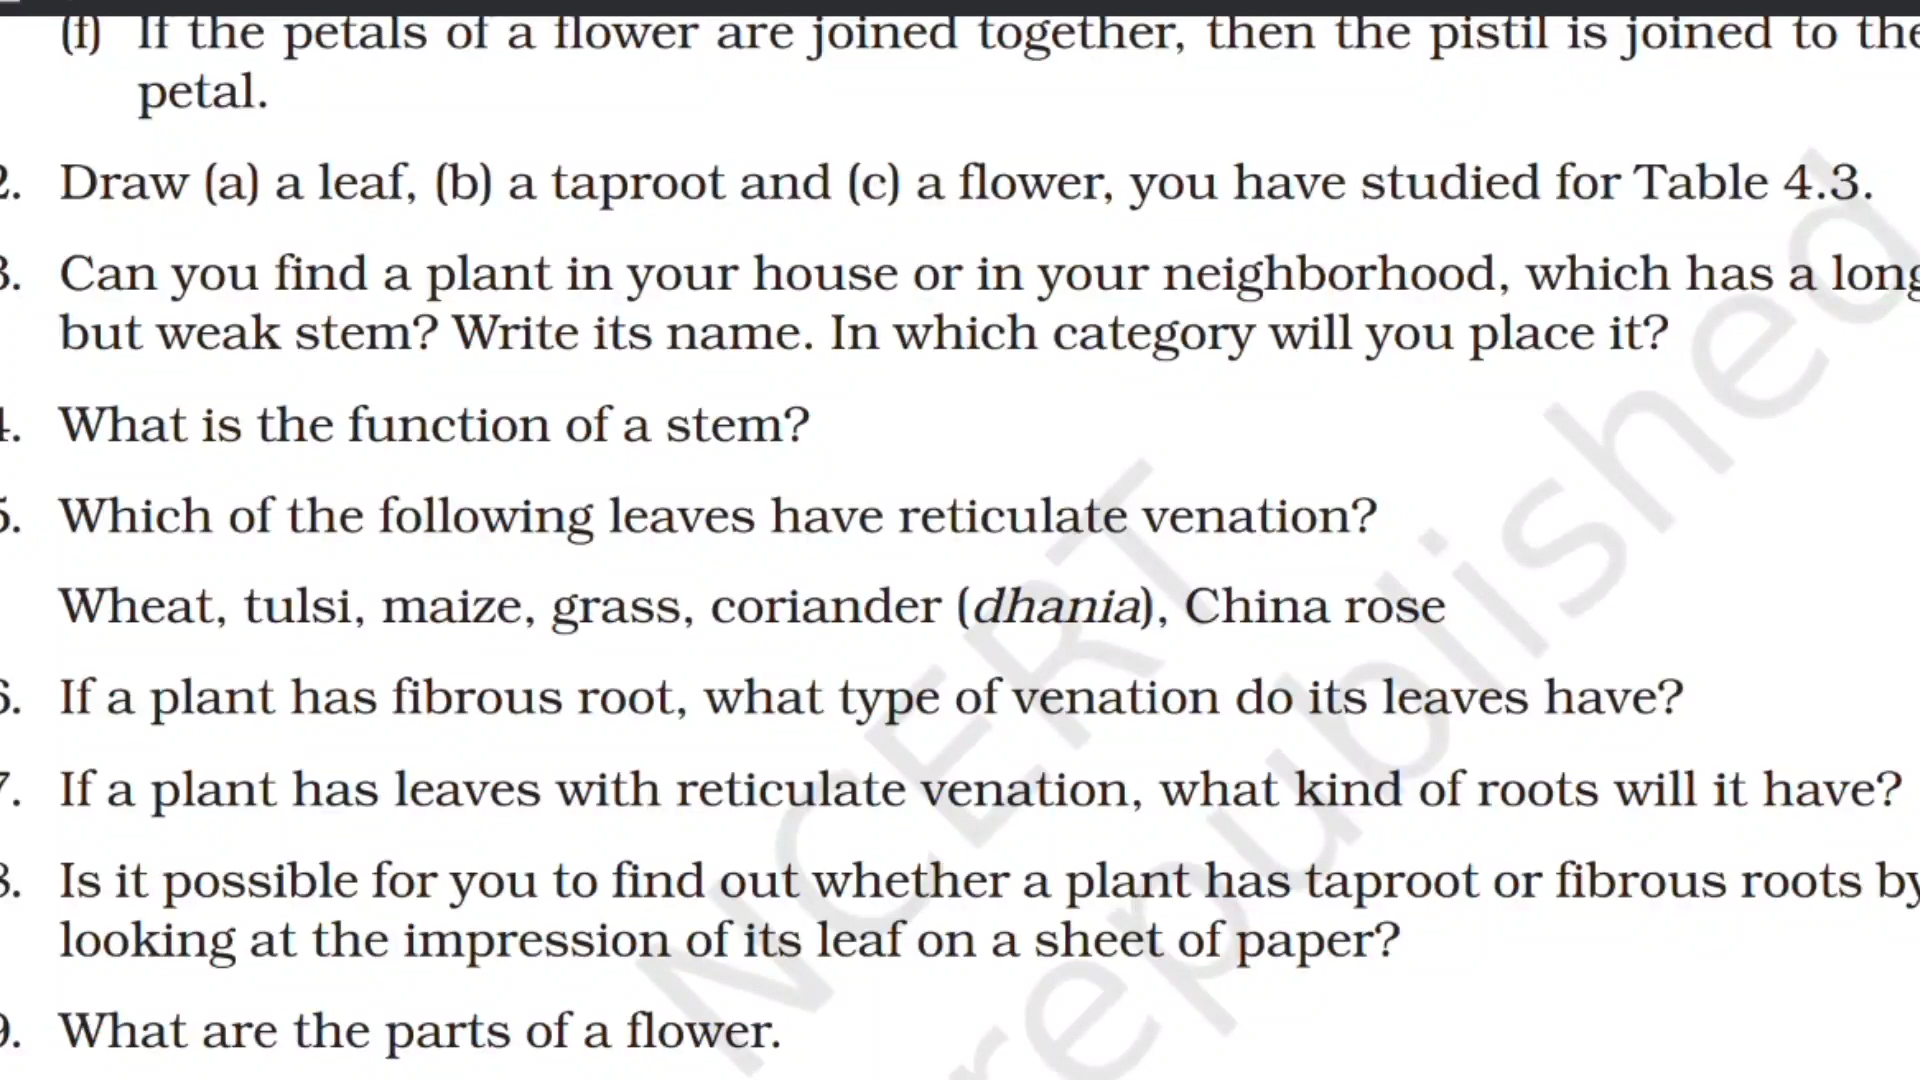 (f) If the petals of a flower are joined together, then the pistil is joined to the
petal.
2. Draw (a) a leaf, (b) a taproot and (c) a flower, you have studied for Table 4.3.
3. Can you find a plant in your house or in your neighborhood, which has a long
but weak stem? Write its name. In which category will you place it?
4. What is the function of a stem?
5. Which of the following leaves have reticulate venation?
Wheat, tulsi, maize, grass, coriander (dhania), China rose
6. If a plant has fibrous root, what type of venation do its leaves have?
7. If a plant has leaves with reticulate venation, what kind of roots will it have?
8. Is it possible for you to find out whether a plant has taproot or fibrous roots by
looking at the impression of its leaf on a sheet of paper?
9. What are the parts of a flower.
NCERT
republished